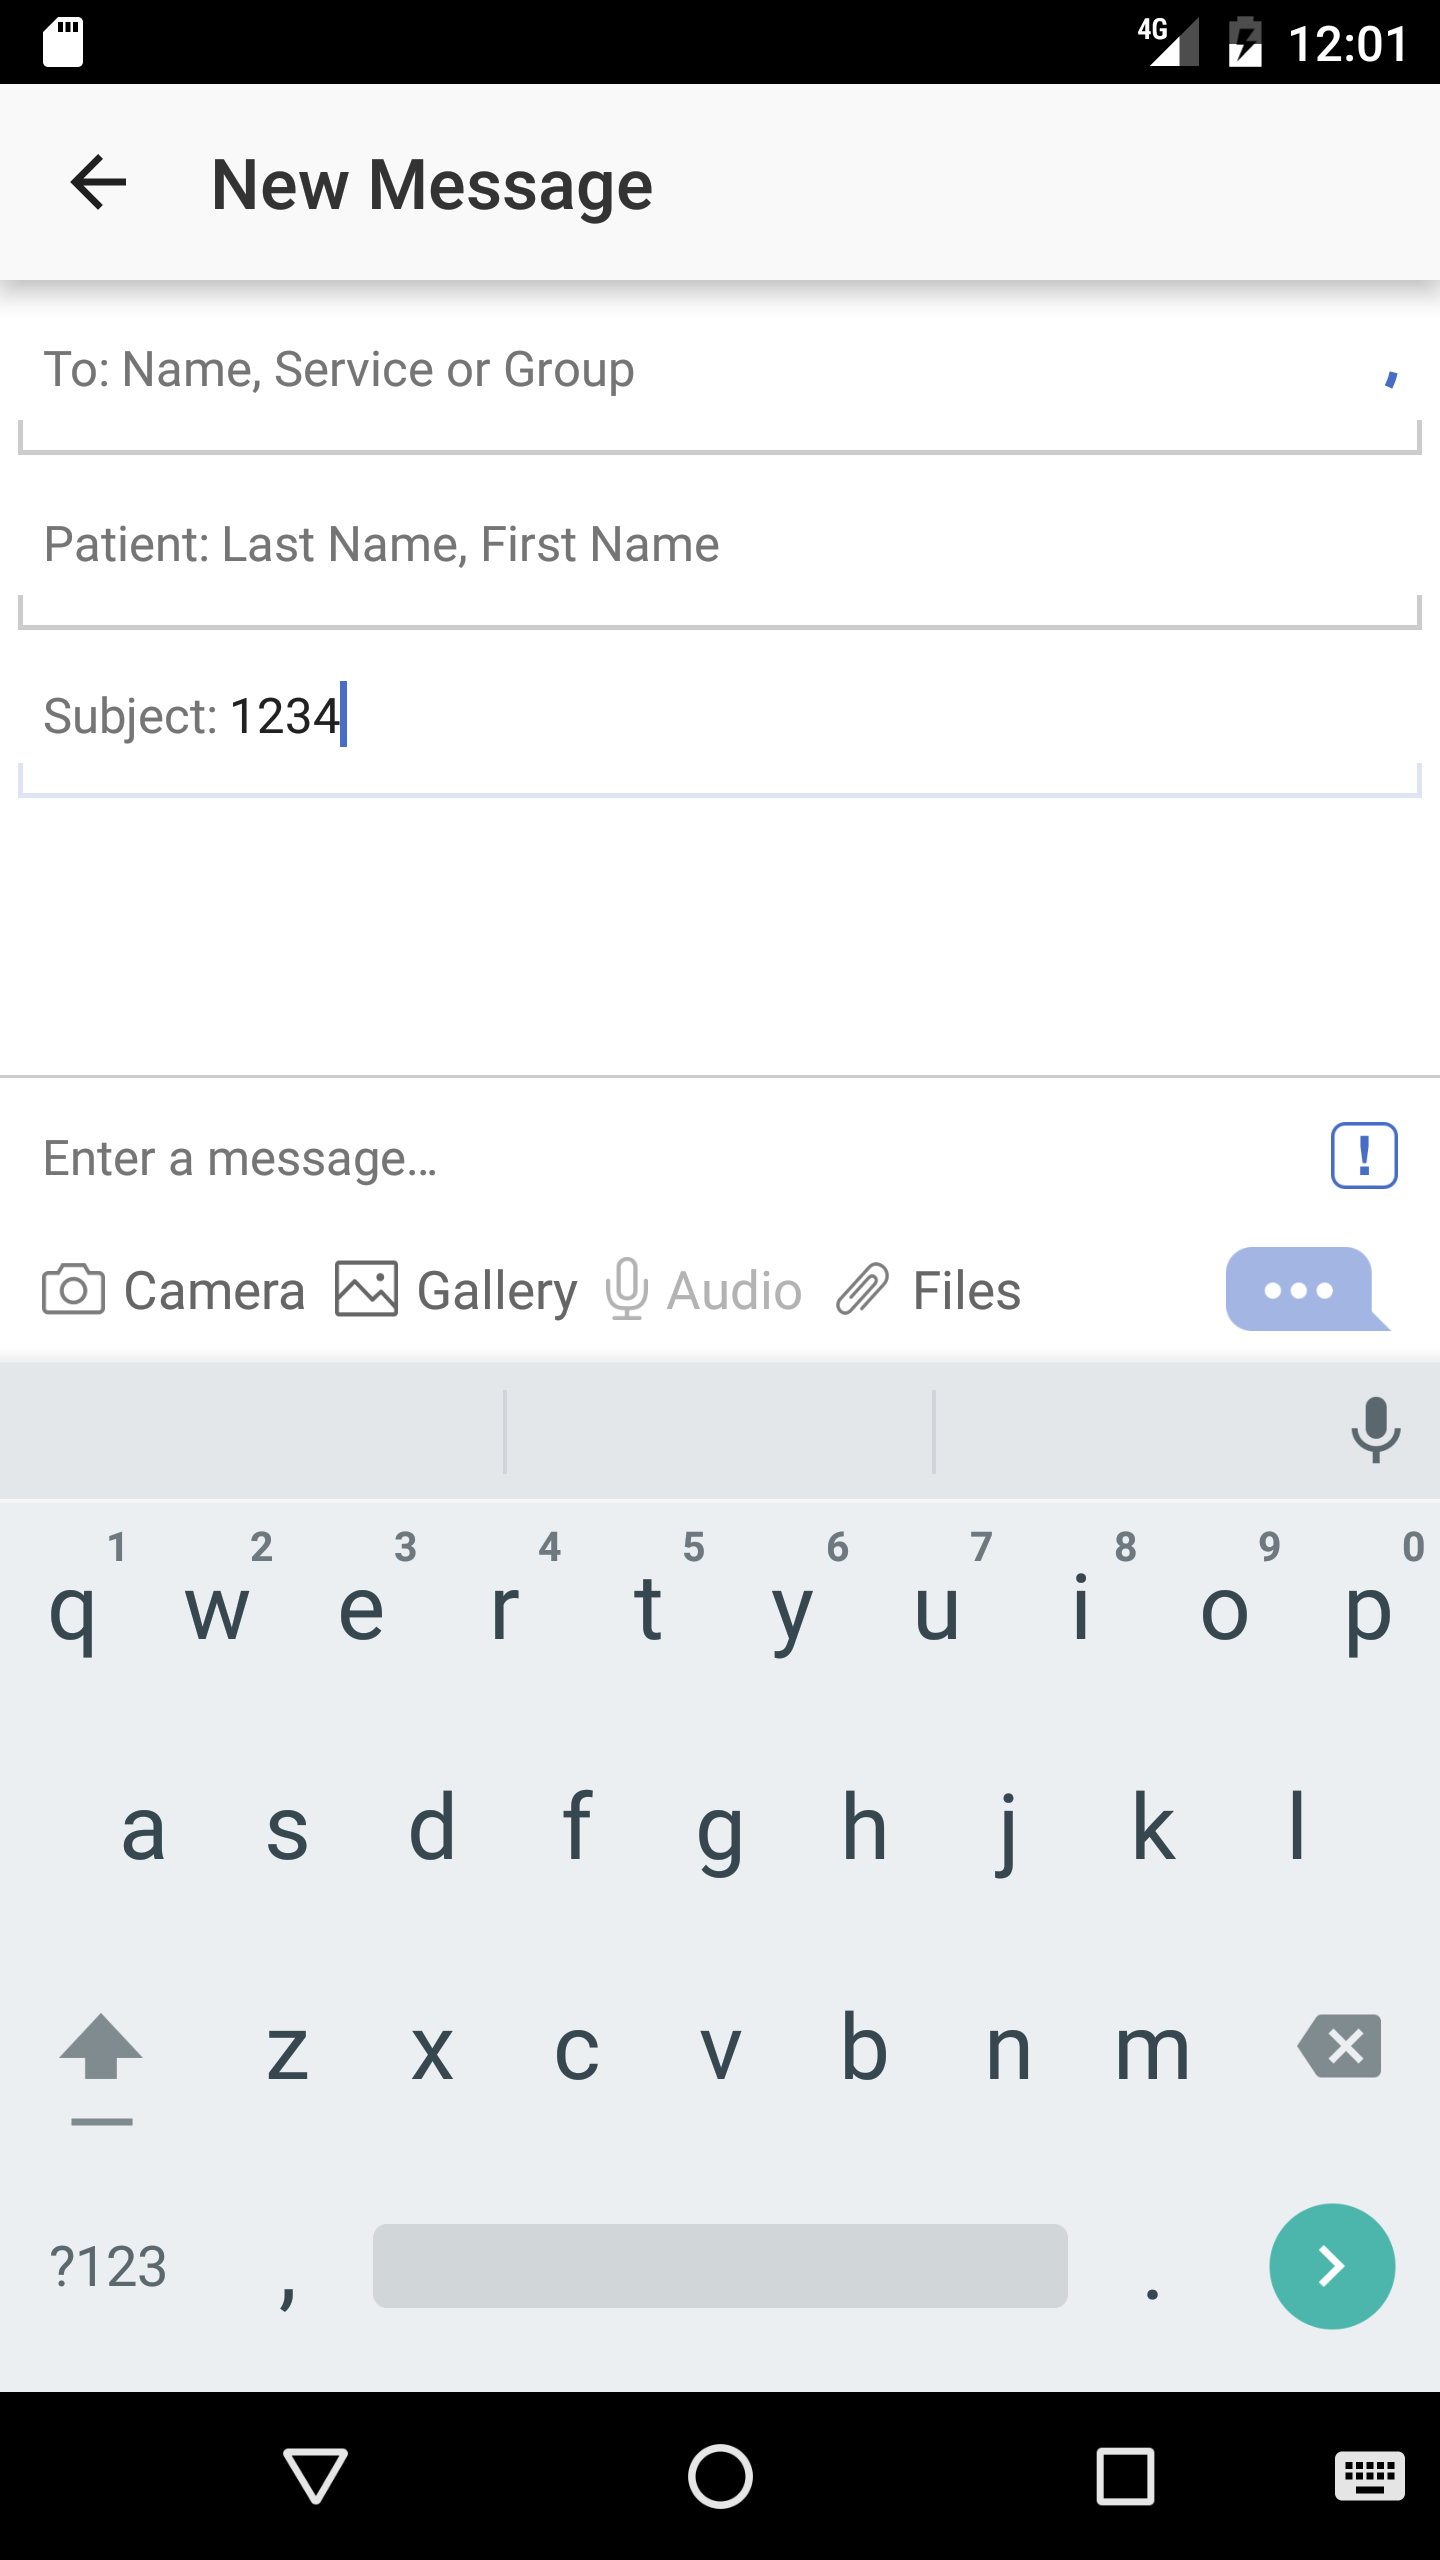 4G 12:01
New Message
To: Name, Service or Group
Patient: Last Name, First Name
Subject: 1234
Enter a message...
!
Camera Gallery Audio Files
1 2 3 4 5 6 7 8 9 0
q w e r t y u i o p
a s d f g h j k l
z x c v b n m
?123 , .